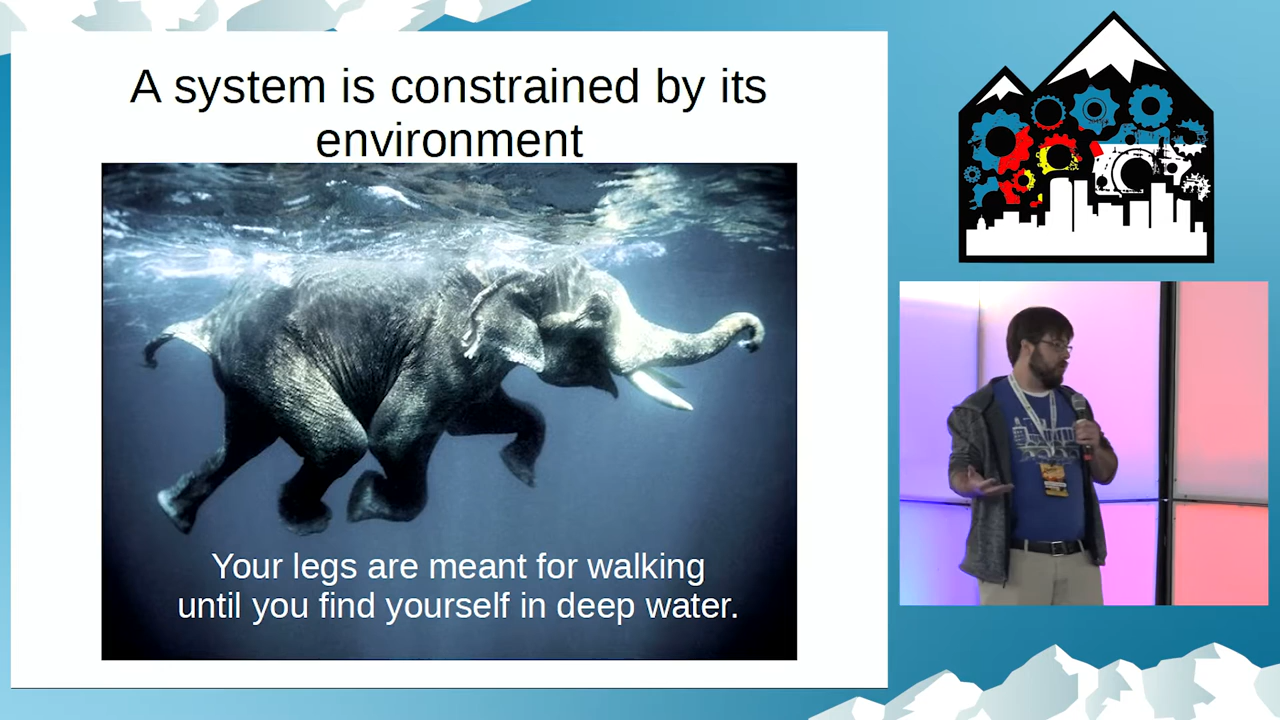 A system is constrained by its
environment
Your legs are meant for walking
until you find yourself in deep water.